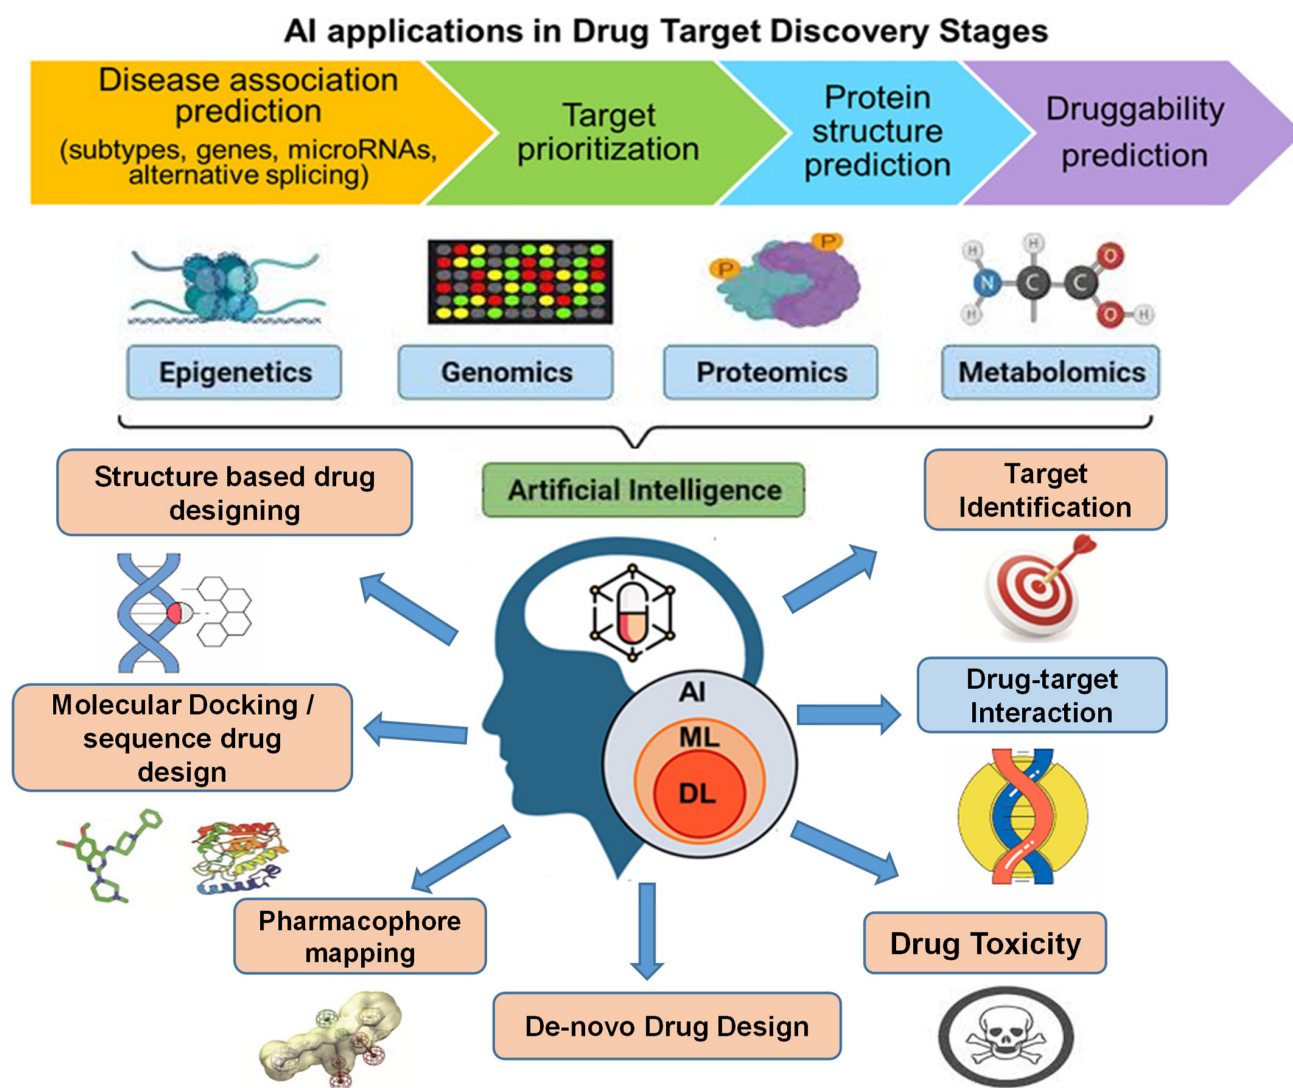 AI applications in Drug Target Discovery Stages
Disease association
prediction
(subtypes, genes, microRNAs,
alternative splicing)
Target
prioritization
Protein
structure
prediction
Druggability
prediction
P
P
H
H
N
H
C
C
O
O
H
Epigenetics
Genomics
Proteomics
Metabolomics
Structure based drug
designing
Artificial Intelligence
Target
Identification
Molecular Docking /
sequence drug
design
AI
ML
DL
Drug-target
Interaction
Pharmacophore
mapping
De-novo Drug Design
Drug Toxicity